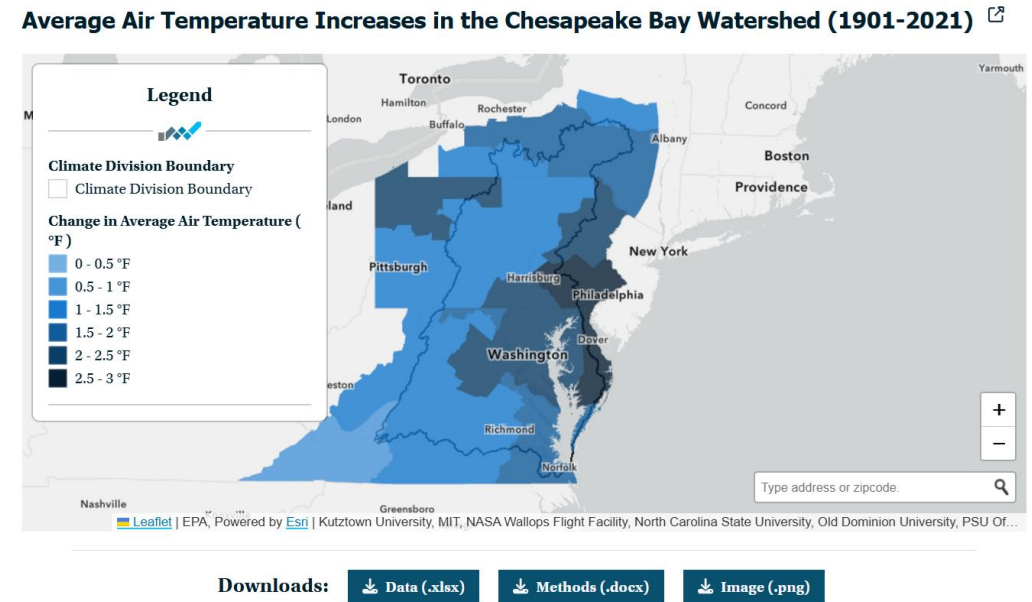 Average Air Temperature Increases in the Chesapeake Bay Watershed (1901-2021)
Legend
Climate Division Boundary
Climate Division Boundary
Change in Average Air Temperature (
°F )
0 - 0.5 °F
0.5 - 1 °F
1 - 1.5 °F
1.5 - 2 °F
2 - 2.5 °F
2.5 - 3 °F
Yarmouth
Toronto
Hamilton
Rochester
Concord
M
London
Buffalo
Albany
Boston
Providence
land
New York
Pittsburgh
Harrisburg
Philadelphia
Dover
Washington
eston
Richmond
Norfolk
Nashville
Greensboro
+
−
Type address or zipcode.
Leaflet | EPA, Powered by Esri | Kutztown University, MIT, NASA Wallops Flight Facility, North Carolina State University, Old Dominion University, PSU Of...
Downloads:
Data (.xlsx)
Methods (.docx)
Image (.png)